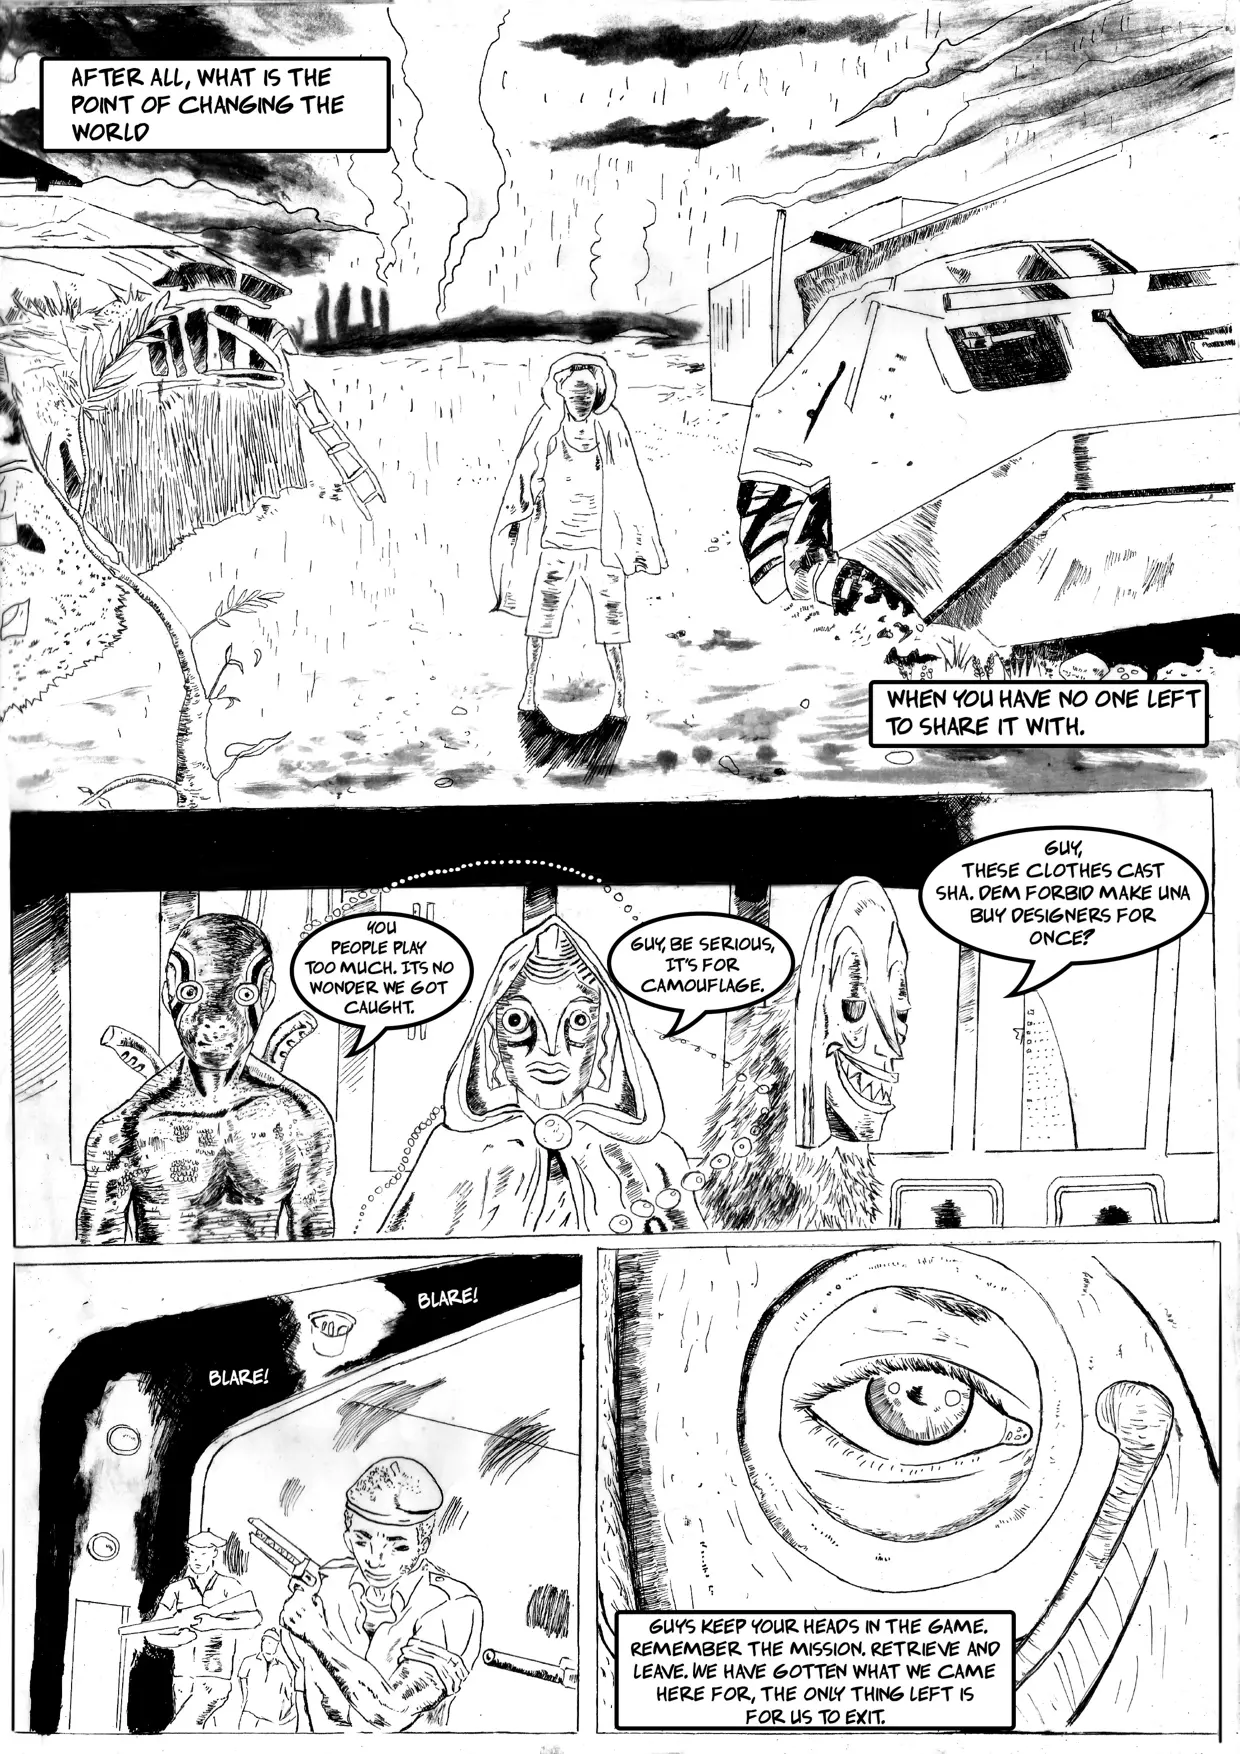 AFTER ALL, WHAT IS THE
POINT OF CHANGING THE
WORLD
WHEN YOU HAVE NO ONE LEFT
TO SHARE IT WITH.
YOU
PEOPLE PLAY
TOO MUCH. ITS NO
WONDER WE GOT
CAUGHT.
GUY, BE SERIOUS,
IT'S FOR
CAMOUFLAGE.
GUY,
THESE CLOTHES CAST
SHA. DEM FORBID MAKE UNA
BUY DESIGNERS FOR
ONCE?
BLARE!
BLARE!
GUYS KEEP YOUR HEADS IN THE GAME.
REMEMBER THE MISSION. RETRIEVE AND
LEAVE. WE HAVE GOTTEN WHAT WE CAME
HERE FOR, THE ONLY THING LEFT IS
FOR US TO EXIT.